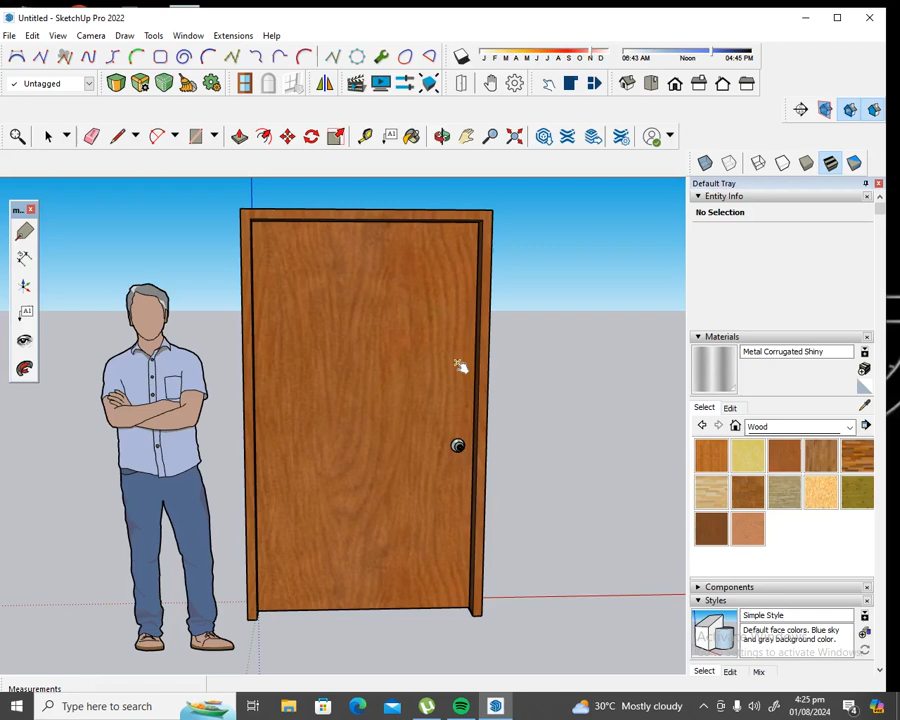 Untitled - SketchUp Pro 2022
File Edit View Camera Draw Tools Window Extensions Help
J F M A M J J A S O N D
06:43 AM Noon 04:45 PM
Untagged
m...
A1
Default Tray
Entity Info
No Selection
Materials
Metal Corrugated Shiny
Select Edit
Wood
Components
Styles
Simple Style
Default face colors. Blue sky
and gray background color.
Select Edit Mix
Measurements
Type here to search
30°C Mostly cloudy
4:25 pm
01/08/2024
4